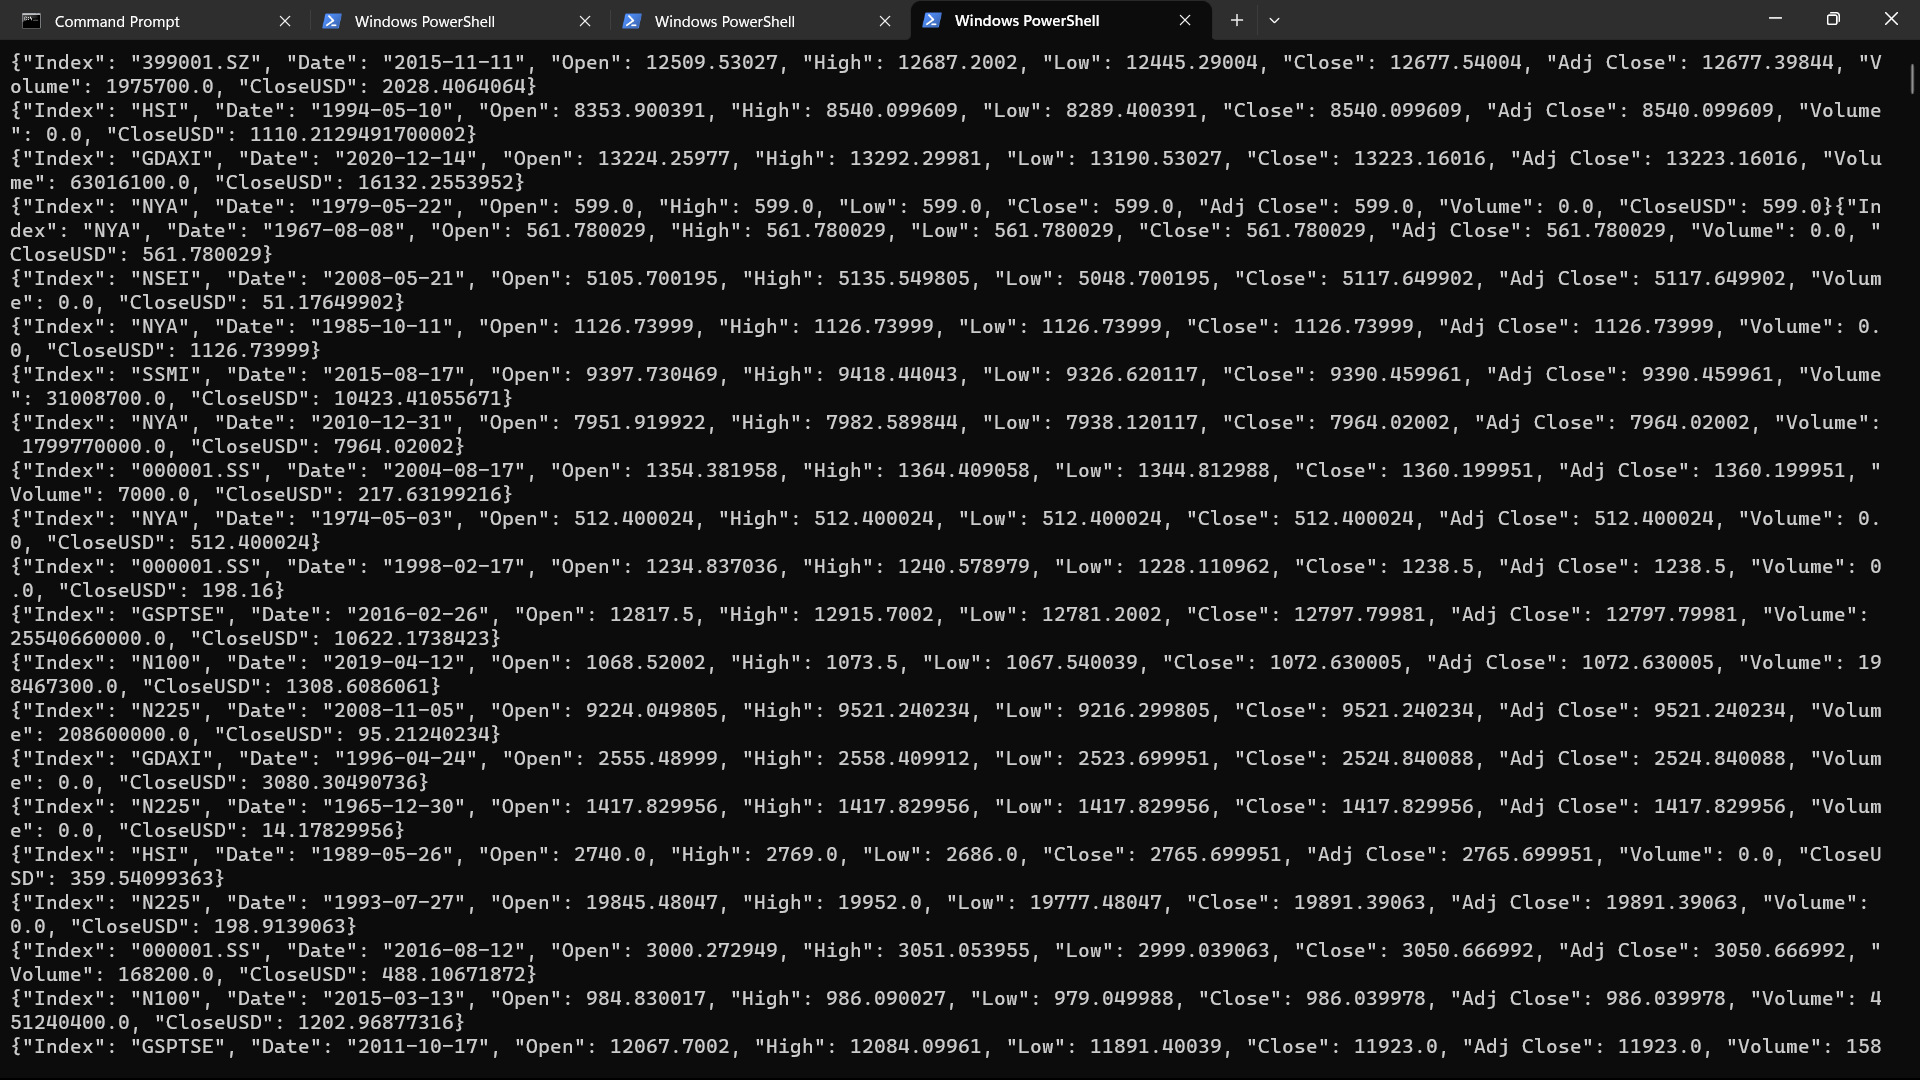 Command Prompt
Windows PowerShell
Windows PowerShell
Windows PowerShell
{"Index": "399001.SZ", "Date": "2015-11-11", "Open": 12509.53027, "High": 12687.2002, "Low": 12445.29004, "Close": 12677.54004, "Adj Close": 12677.39844, "V
olume": 1975700.0, "CloseUSD": 2028.4064064}
{"Index": "HSI", "Date": "1994-05-10", "Open": 8353.900391, "High": 8540.099609, "Low": 8289.400391, "Close": 8540.099609, "Adj Close": 8540.099609, "Volume
": 0.0, "CloseUSD": 1110.2129491700002}
{"Index": "GDAXI", "Date": "2020-12-14", "Open": 13224.25977, "High": 13292.29981, "Low": 13190.53027, "Close": 13223.16016, "Adj Close": 13223.16016, "Volu
me": 63016100.0, "CloseUSD": 16132.2553952}
{"Index": "NYA", "Date": "1979-05-22", "Open": 599.0, "High": 599.0, "Low": 599.0, "Close": 599.0, "Adj Close": 599.0, "Volume": 0.0, "CloseUSD": 599.0}{"In
dex": "NYA", "Date": "1967-08-08", "Open": 561.780029, "High": 561.780029, "Low": 561.780029, "Close": 561.780029, "Adj Close": 561.780029, "Volume": 0.0, "
CloseUSD": 561.780029}
{"Index": "NSEI", "Date": "2008-05-21", "Open": 5105.700195, "High": 5135.549805, "Low": 5048.700195, "Close": 5117.649902, "Adj Close": 5117.649902, "Volum
e": 0.0, "CloseUSD": 51.17649902}
{"Index": "NYA", "Date": "1985-10-11", "Open": 1126.73999, "High": 1126.73999, "Low": 1126.73999, "Close": 1126.73999, "Adj Close": 1126.73999, "Volume": 0.
0, "CloseUSD": 1126.73999}
{"Index": "SSMI", "Date": "2015-08-17", "Open": 9397.730469, "High": 9418.44043, "Low": 9326.620117, "Close": 9390.459961, "Adj Close": 9390.459961, "Volume
": 31008700.0, "CloseUSD": 10423.41055671}
{"Index": "NYA", "Date": "2010-12-31", "Open": 7951.919922, "High": 7982.589844, "Low": 7938.120117, "Close": 7964.02002, "Adj Close": 7964.02002, "Volume":
 1799770000.0, "CloseUSD": 7964.02002}
{"Index": "000001.SS", "Date": "2004-08-17", "Open": 1354.381958, "High": 1364.409058, "Low": 1344.812988, "Close": 1360.199951, "Adj Close": 1360.199951, "
Volume": 7000.0, "CloseUSD": 217.63199216}
{"Index": "NYA", "Date": "1974-05-03", "Open": 512.400024, "High": 512.400024, "Low": 512.400024, "Close": 512.400024, "Adj Close": 512.400024, "Volume": 0.
0, "CloseUSD": 512.400024}
{"Index": "000001.SS", "Date": "1998-02-17", "Open": 1234.837036, "High": 1240.578979, "Low": 1228.110962, "Close": 1238.5, "Adj Close": 1238.5, "Volume": 0
.0, "CloseUSD": 198.16}
{"Index": "GSPTSE", "Date": "2016-02-26", "Open": 12817.5, "High": 12915.7002, "Low": 12781.2002, "Close": 12797.79981, "Adj Close": 12797.79981, "Volume":
25540660000.0, "CloseUSD": 10622.1738423}
{"Index": "N100", "Date": "2019-04-12", "Open": 1068.52002, "High": 1073.5, "Low": 1067.540039, "Close": 1072.630005, "Adj Close": 1072.630005, "Volume": 19
8467300.0, "CloseUSD": 1308.6086061}
{"Index": "N225", "Date": "2008-11-05", "Open": 9224.049805, "High": 9521.240234, "Low": 9216.299805, "Close": 9521.240234, "Adj Close": 9521.240234, "Volum
e": 208600000.0, "CloseUSD": 95.21240234}
{"Index": "GDAXI", "Date": "1996-04-24", "Open": 2555.48999, "High": 2558.409912, "Low": 2523.699951, "Close": 2524.840088, "Adj Close": 2524.840088, "Volum
e": 0.0, "CloseUSD": 3080.30490736}
{"Index": "N225", "Date": "1965-12-30", "Open": 1417.829956, "High": 1417.829956, "Low": 1417.829956, "Close": 1417.829956, "Adj Close": 1417.829956, "Volum
e": 0.0, "CloseUSD": 14.17829956}
{"Index": "HSI", "Date": "1989-05-26", "Open": 2740.0, "High": 2769.0, "Low": 2686.0, "Close": 2765.699951, "Adj Close": 2765.699951, "Volume": 0.0, "CloseU
SD": 359.54099363}
{"Index": "N225", "Date": "1993-07-27", "Open": 19845.48047, "High": 19952.0, "Low": 19777.48047, "Close": 19891.39063, "Adj Close": 19891.39063, "Volume":
0.0, "CloseUSD": 198.9139063}
{"Index": "000001.SS", "Date": "2016-08-12", "Open": 3000.272949, "High": 3051.053955, "Low": 2999.039063, "Close": 3050.666992, "Adj Close": 3050.666992, "
Volume": 168200.0, "CloseUSD": 488.10671872}
{"Index": "N100", "Date": "2015-03-13", "Open": 984.830017, "High": 986.090027, "Low": 979.049988, "Close": 986.039978, "Adj Close": 986.039978, "Volume": 4
51240400.0, "CloseUSD": 1202.96877316}
{"Index": "GSPTSE", "Date": "2011-10-17", "Open": 12067.7002, "High": 12084.09961, "Low": 11891.40039, "Close": 11923.0, "Adj Close": 11923.0, "Volume": 158